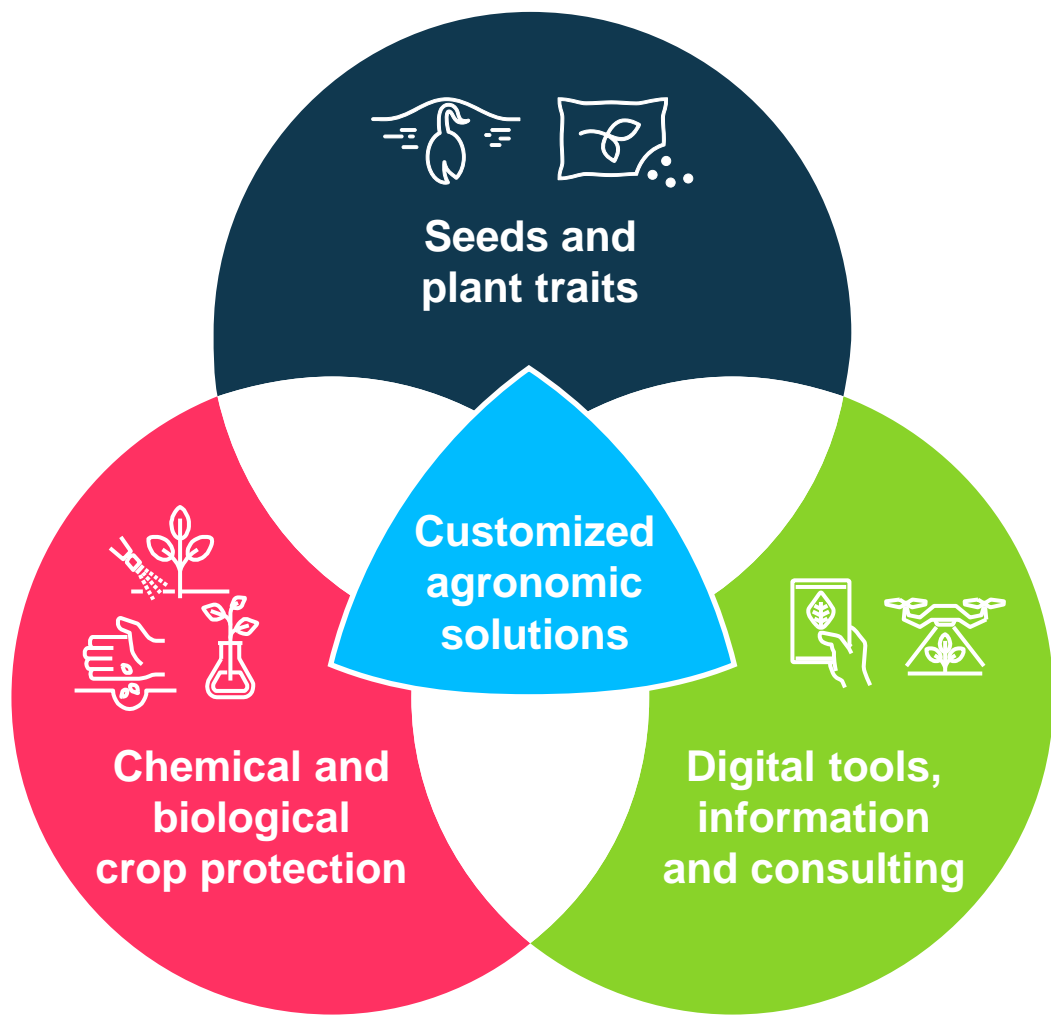 Seeds and
plant traits
Customized
agronomic
solutions
Chemical and
biological
crop protection
Digital tools,
information
and consulting